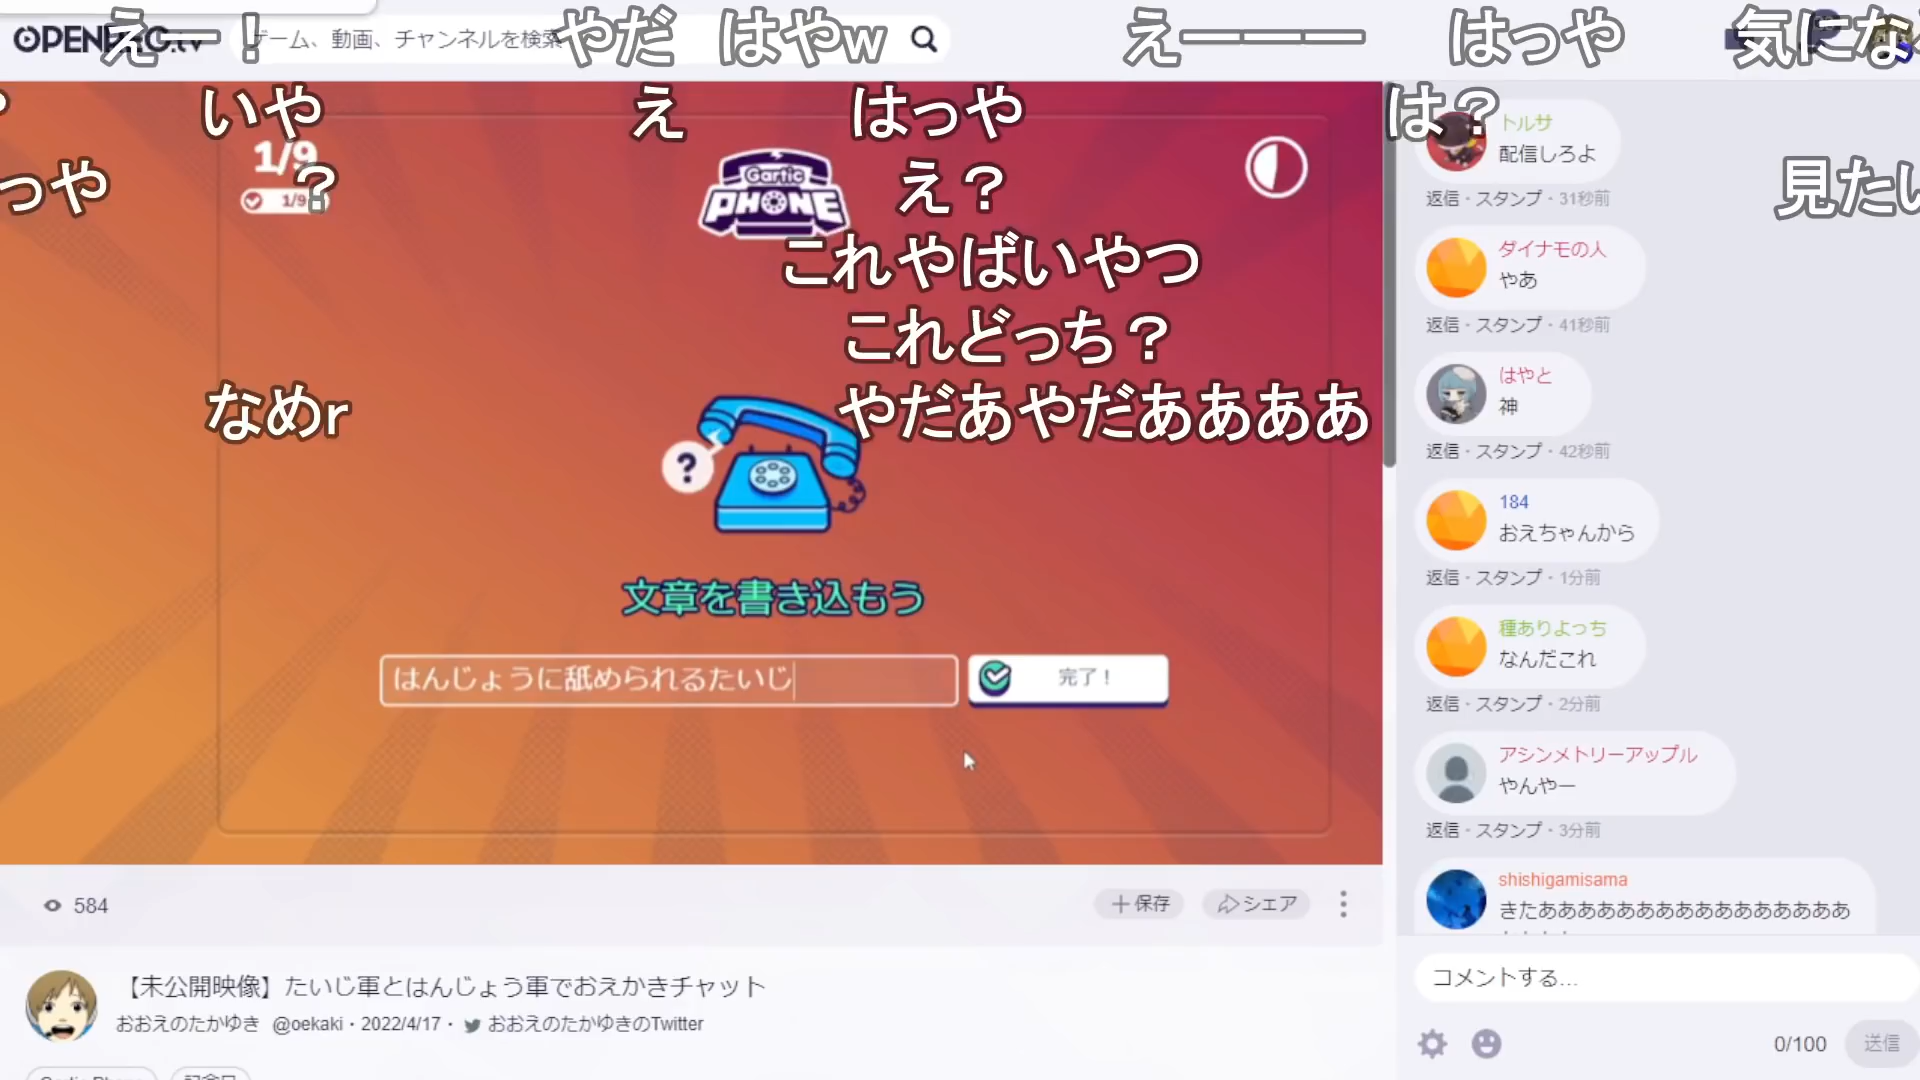 え ー！
やだ
はやw
えーーーー
はっや
気にな
ゲーム、動画、チャンネルを検索
いや
え
はっや
は？
1/9
1/9
？
っや
え？
見たい
Gartic
PHONE
これやばいやつ
これどっち？
なめr
やだあやだああああ
?
文章を書き込もう
はんじょうに舐められるたいじ
完了！
584
保存
シェア
【未公開映像】たいじ軍とはんじょう軍でおえかきチャット
おおえのたかゆき @oekaki・2022/4/17・ おおえのたかゆきのTwitter
トルサ
配信しろよ
返信・スタンプ・31秒前
ダイナモの人
やあ
返信・スタンプ・41秒前
はやと
神
返信・スタンプ・42秒前
184
おえちゃんから
返信・スタンプ・1分前
種ありよっち
なんだこれ
返信・スタンプ・2分前
アシンメトリーアップル
やんやー
返信・スタンプ・3分前
shishigamisama
きたああああああああああああああああ
コメントする...
0/100
送信